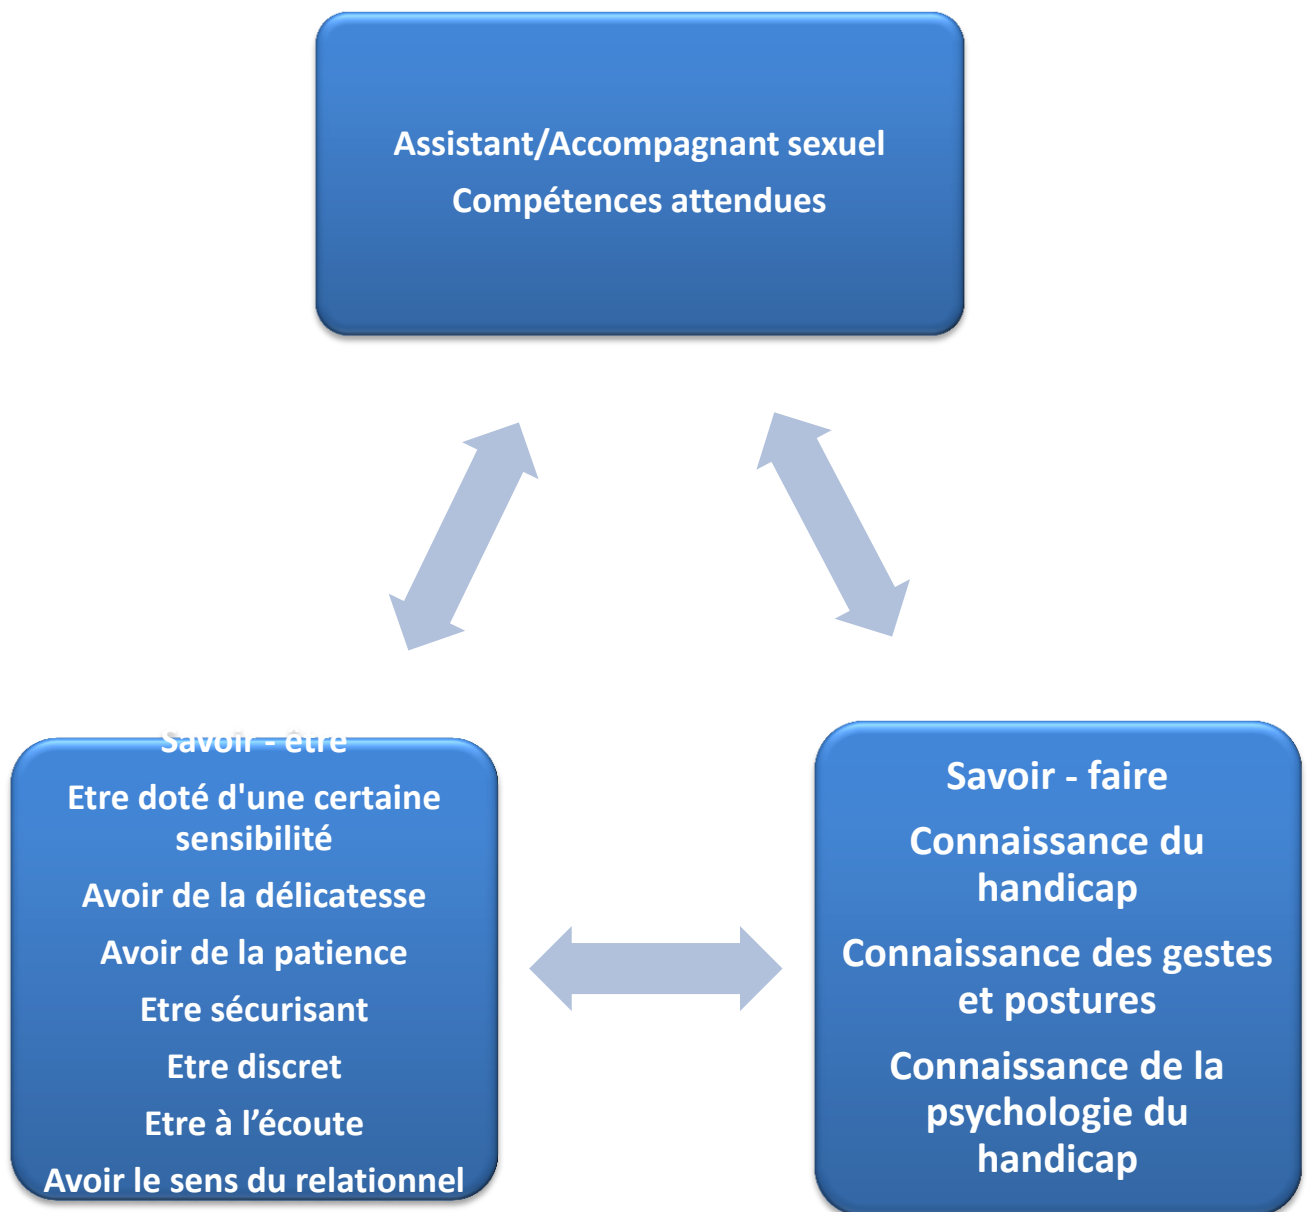 Assistant/Accompagnant sexuel
Compétences attendues
Savoir - être
Etre doté d'une certaine
sensibilité
Avoir de la délicatesse
Avoir de la patience
Etre sécurisant
Etre discret
Etre à l’écoute
Avoir le sens du relationnel
Savoir - faire
Connaissance du
handicap
Connaissance des gestes
et postures
Connaissance de la
psychologie du
handicap